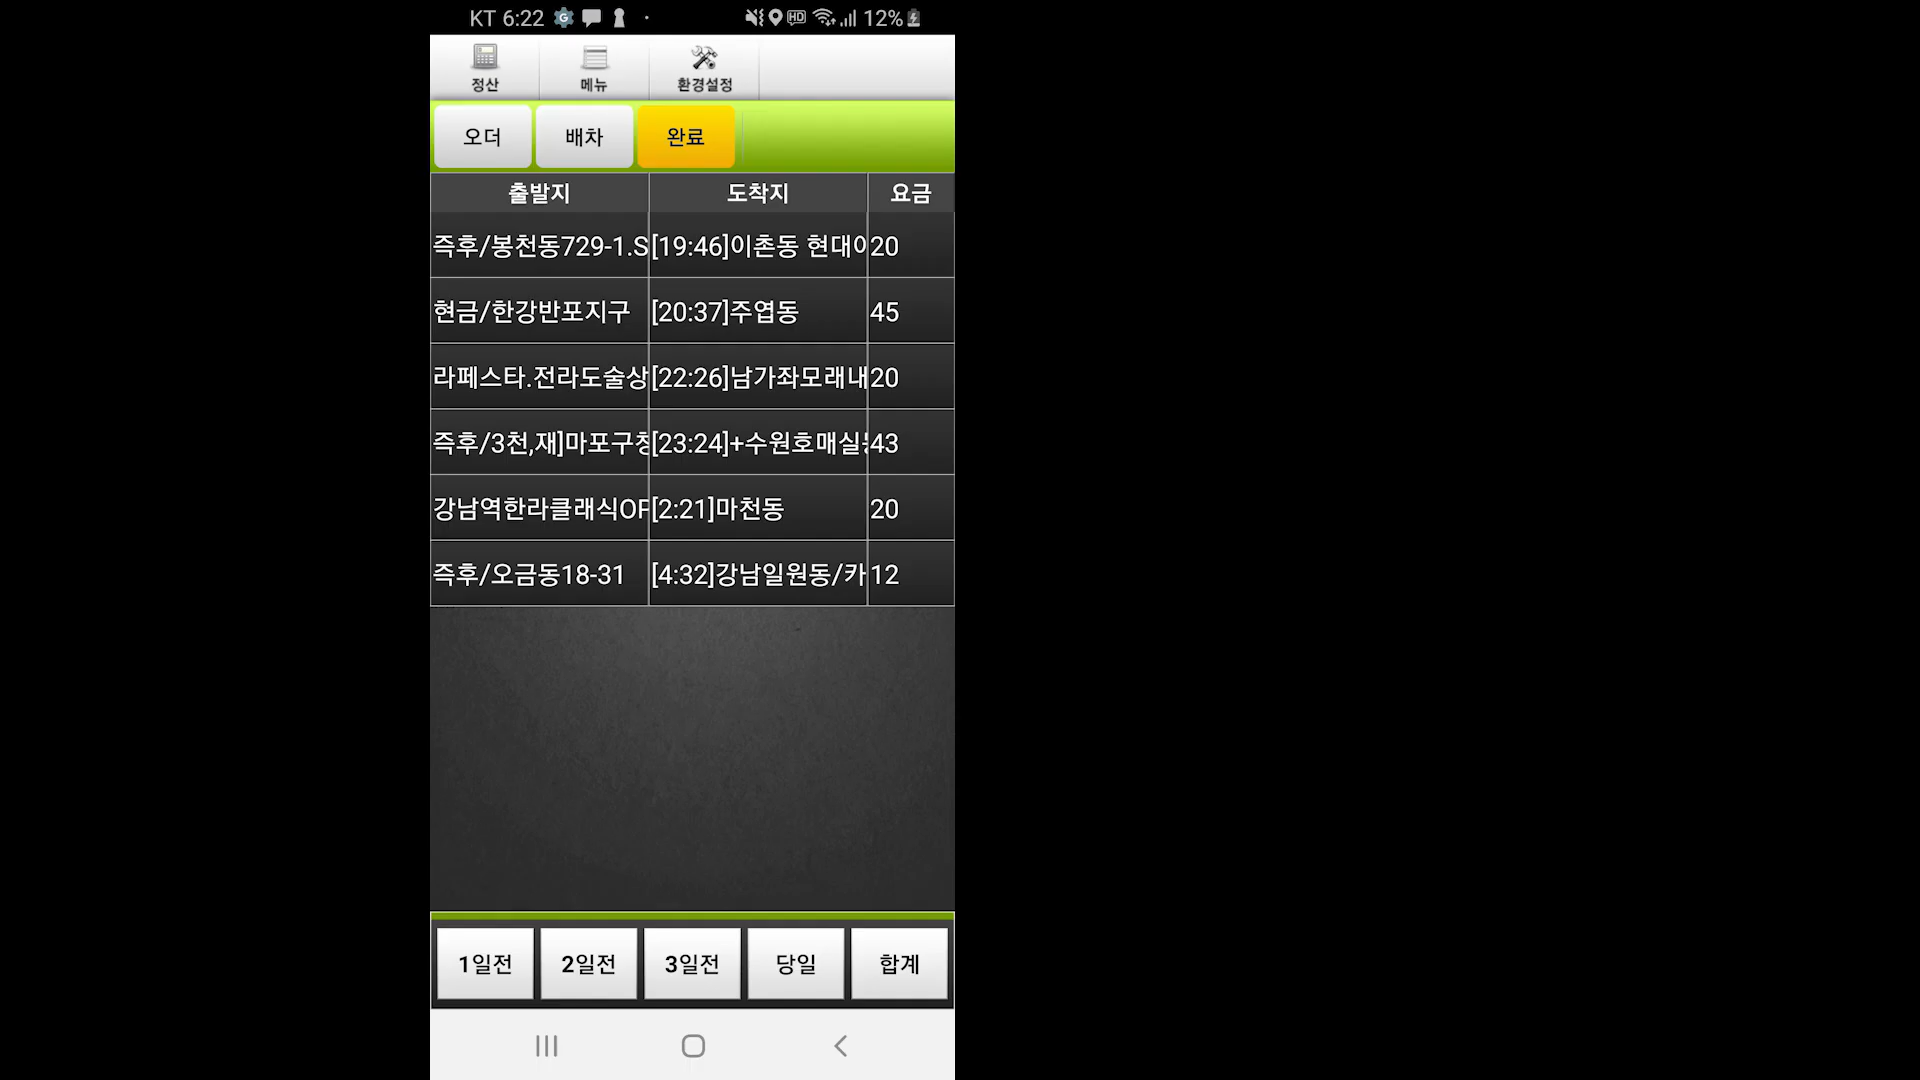 KT 6:22 HD 12%
정산 메뉴 환경설정
오더 배차 완료
출발지 도착지 요금
즉후/봉천동729-1.S [19:46]이촌동 현대 20
현금/한강반포지구 [20:37]주엽동 45
라페스타.전라도술상 [22:26]남가좌모래내 20
즉후/3천,재]마포구청 [23:24]+수원호매실 43
강남역한라클래식OF [2:21]마천동 20
즉후/오금동18-31 [4:32]강남일원동/카 12
1일전 2일전 3일전 당일 합계